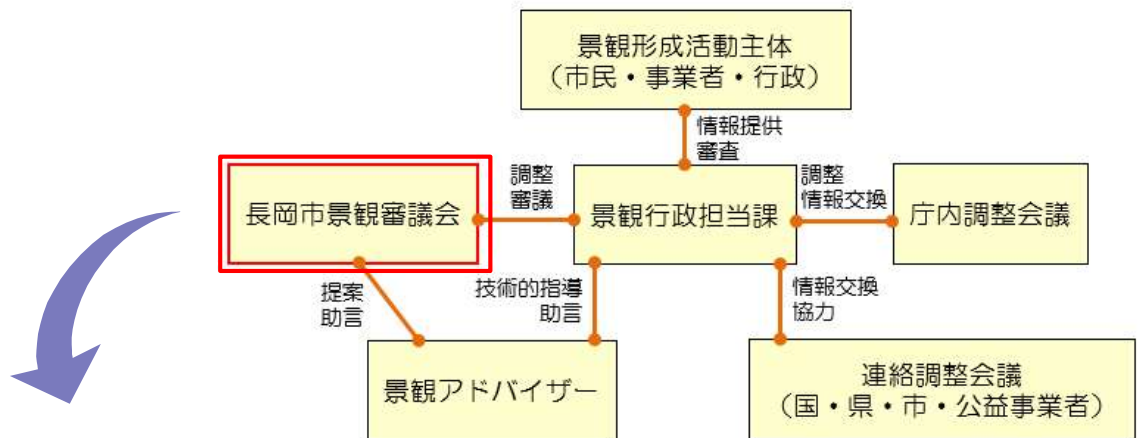 景観形成活動主体
（市民・事業者・行政）
情報提供
審査
長岡市景観審議会
調整
審議
景観行政担当課
調整
情報交換
庁内調整会議
提案
助言
技術的指導
助言
情報交換
協力
景観アドバイザー
連絡調整会議
（国・県・市・公益事業者）